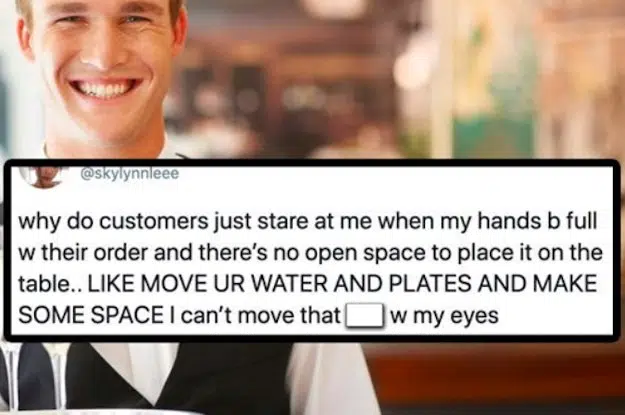 @skylynnleee
why do customers just stare at me when my hands b full
w their order and there's no open space to place it on the
table.. LIKE MOVE UR WATER AND PLATES AND MAKE
SOME SPACE I can't move that w my eyes